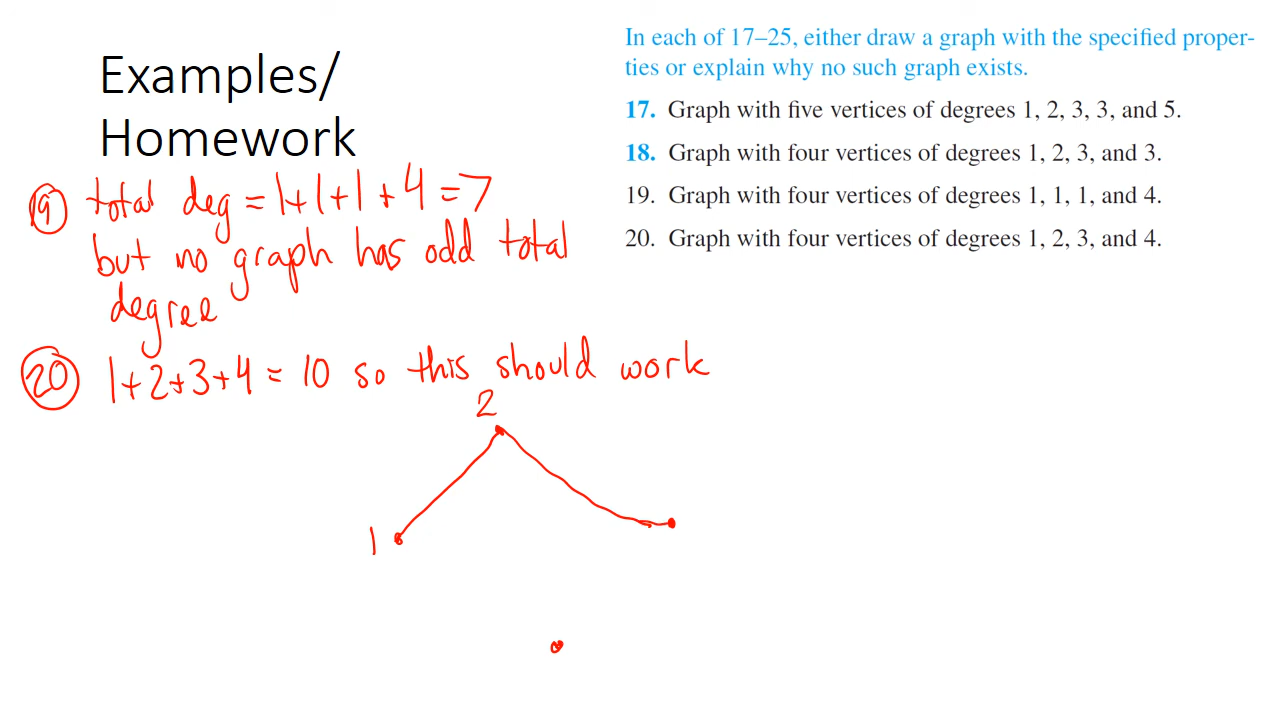 Examples/
Homework
In each of 17–25, either draw a graph with the specified proper-
ties or explain why no such graph exists.
17. Graph with five vertices of degrees 1, 2, 3, 3, and 5.
18. Graph with four vertices of degrees 1, 2, 3, and 3.
19. Graph with four vertices of degrees 1, 1, 1, and 4.
20. Graph with four vertices of degrees 1, 2, 3, and 4.
19 total deg = 1+1+1+4=7
but no graph has odd total
degree
20 1+2+3+4 = 10 so this should work
2
1